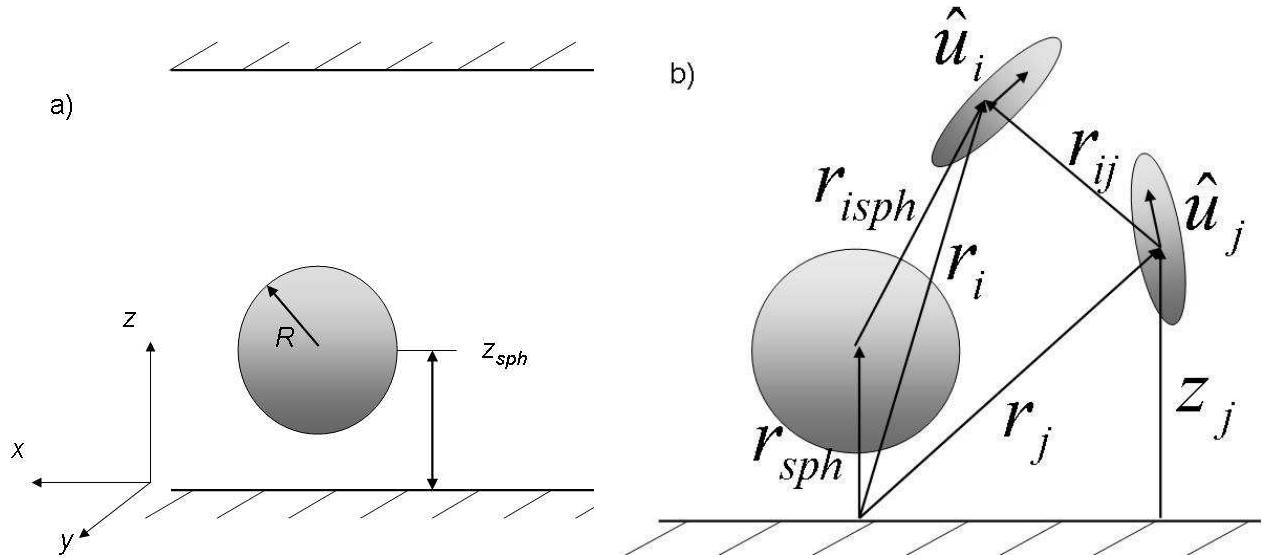 a)
R
z_sph
z
x
y
b)
û_i
r_ij
r_isph
û_j
r_i
r_j
z_j
r_sph